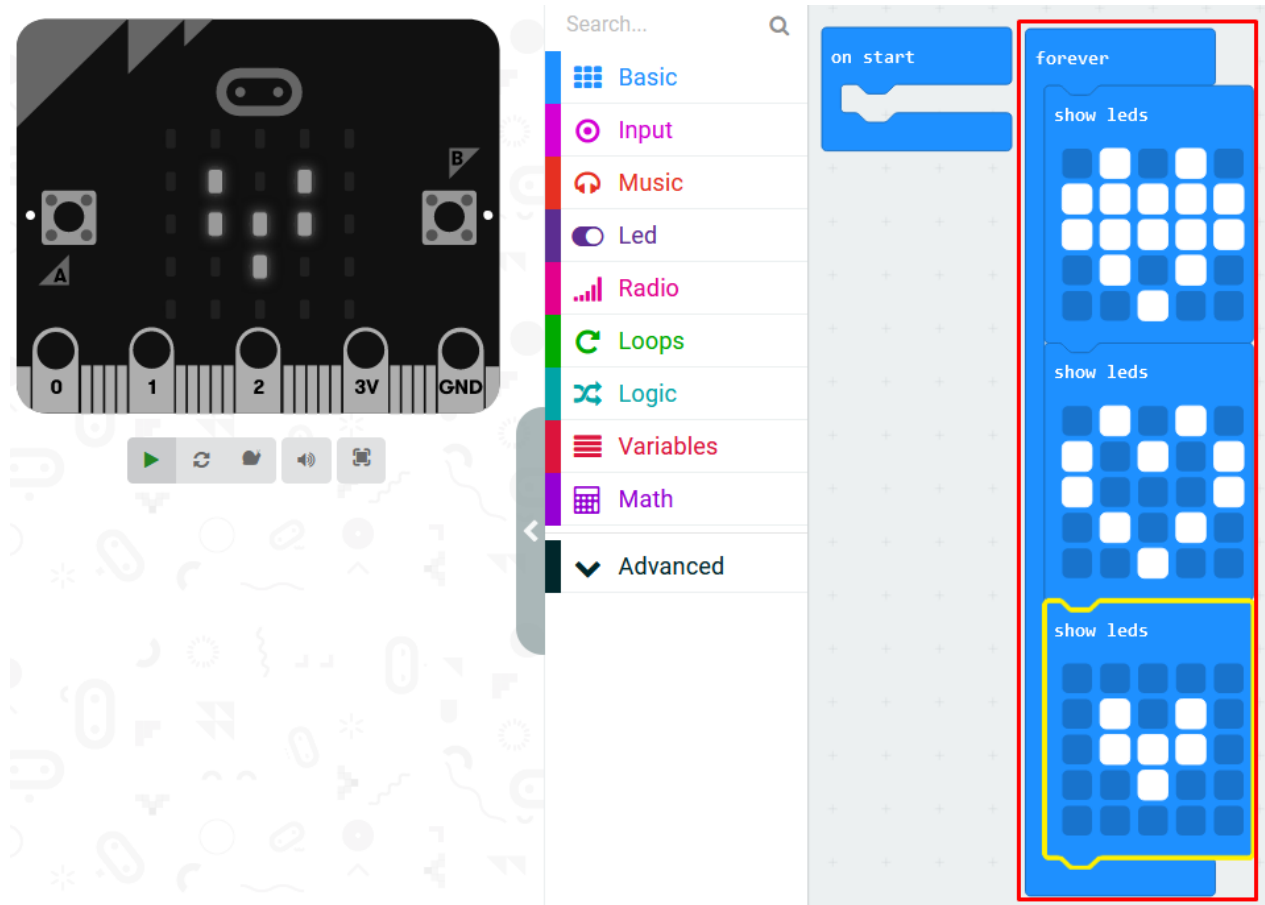 B
A
0 1 2 3V GND
Search...
Basic
Input
Music
Led
Radio
Loops
Logic
Variables
Math
Advanced
on start
forever
show leds
show leds
show leds